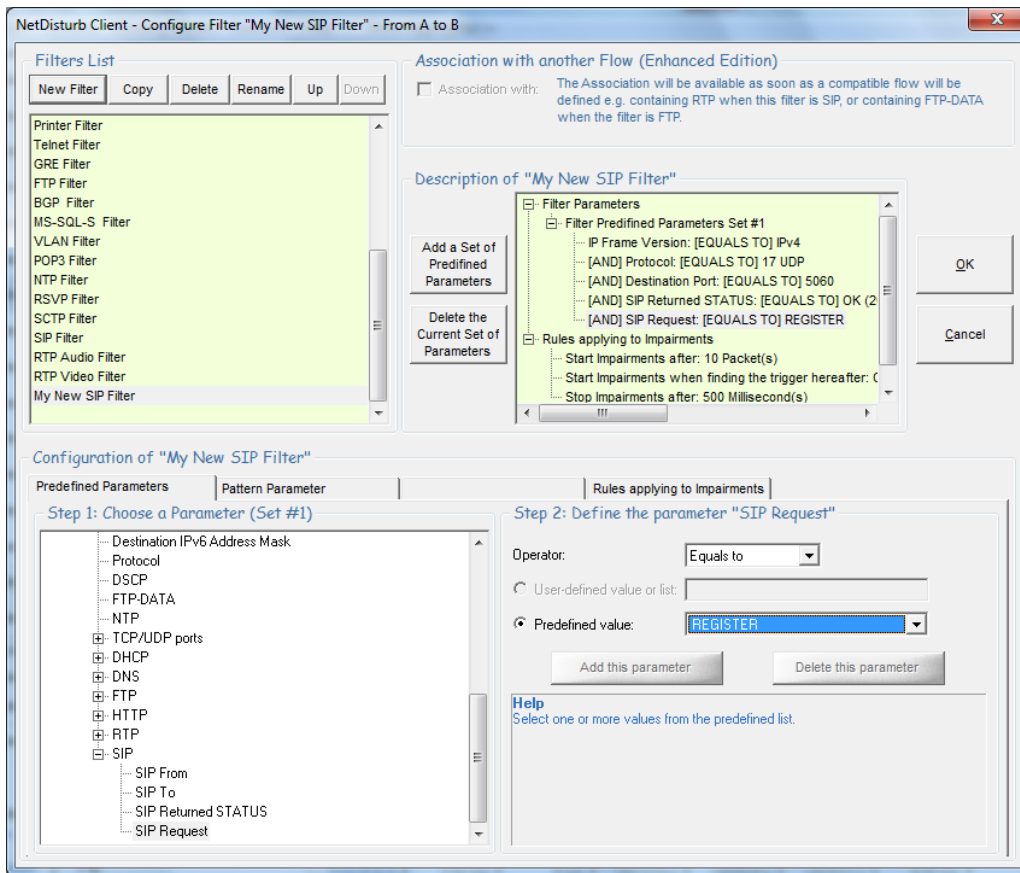 NetDisturb Client - Configure Filter "My New SIP Filter" - From A to B
Filters List
New Filter
Copy
Delete
Rename
Up
Down
Printer Filter
Telnet Filter
GRE Filter
FTP Filter
BGP Filter
MS-SQL-S Filter
VLAN Filter
POP3 Filter
NTP Filter
RSVP Filter
SCTP Filter
SIP Filter
RTP Audio Filter
RTP Video Filter
My New SIP Filter
Association with another Flow (Enhanced Edition)
Association with:
The Association will be available as soon as a compatible flow will be
defined e.g. containing RTP when this filter is SIP, or containing FTP-DATA
when the filter is FTP.
Description of "My New SIP Filter"
Add a Set of
Predifined
Parameters
Delete the
Current Set of
Parameters
Filter Parameters
Filter Predifined Parameters Set #1
IP Frame Version: [EQUALS TO] IPv4
[AND] Protocol: [EQUALS TO] 17 UDP
[AND] Destination Port: [EQUALS TO] 5060
[AND] SIP Returned STATUS: [EQUALS TO] OK (2
[AND] SIP Request: [EQUALS TO] REGISTER
Rules applying to Impairments
Start Impairments after: 10 Packet(s)
Start Impairments when finding the trigger hereafter:
Stop Impairments after: 500 Millisecond(s)
OK
Cancel
Configuration of "My New SIP Filter"
Predefined Parameters
Pattern Parameter
Rules applying to Impairments
Step 1: Choose a Parameter (Set #1)
Destination IPv6 Address Mask
Protocol
DSCP
FTP-DATA
NTP
TCP/UDP ports
DHCP
DNS
FTP
HTTP
RTP
SIP
SIP From
SIP To
SIP Returned STATUS
SIP Request
Step 2: Define the parameter "SIP Request"
Operator:
Equals to
User-defined value or list:
Predefined value:
REGISTER
Add this parameter
Delete this parameter
Help
Select one or more values from the predefined list.